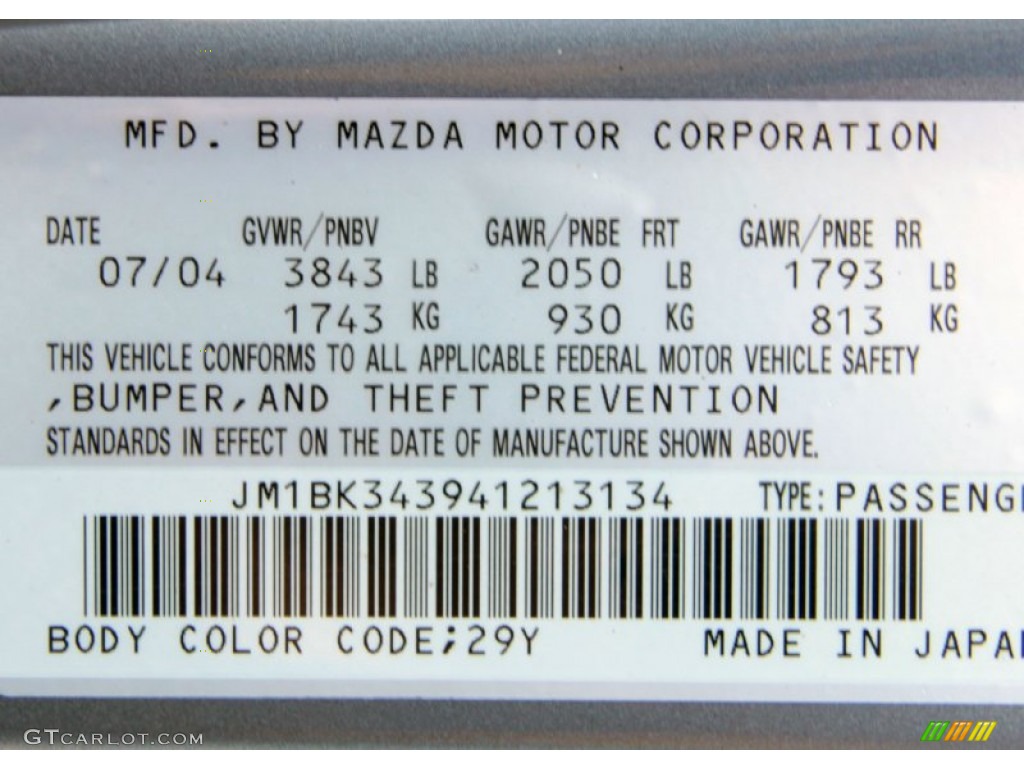 MFD. BY MAZDA MOTOR CORPORATION
DATE GVWR/PNBV GAWR/PNBE FRT GAWR/PNBE RR
07/04 3843 LB 2050 LB 1793 LB
1743 KG 930 KG 813 KG
THIS VEHICLE CONFORMS TO ALL APPLICABLE FEDERAL MOTOR VEHICLE SAFETY
,BUMPER,AND THEFT PREVENTION
STANDARDS IN EFFECT ON THE DATE OF MANUFACTURE SHOWN ABOVE.
JM1BK343941213134 TYPE:PASSENGE
BODY COLOR CODE;29Y MADE IN JAPA
GTCARLOT.COM